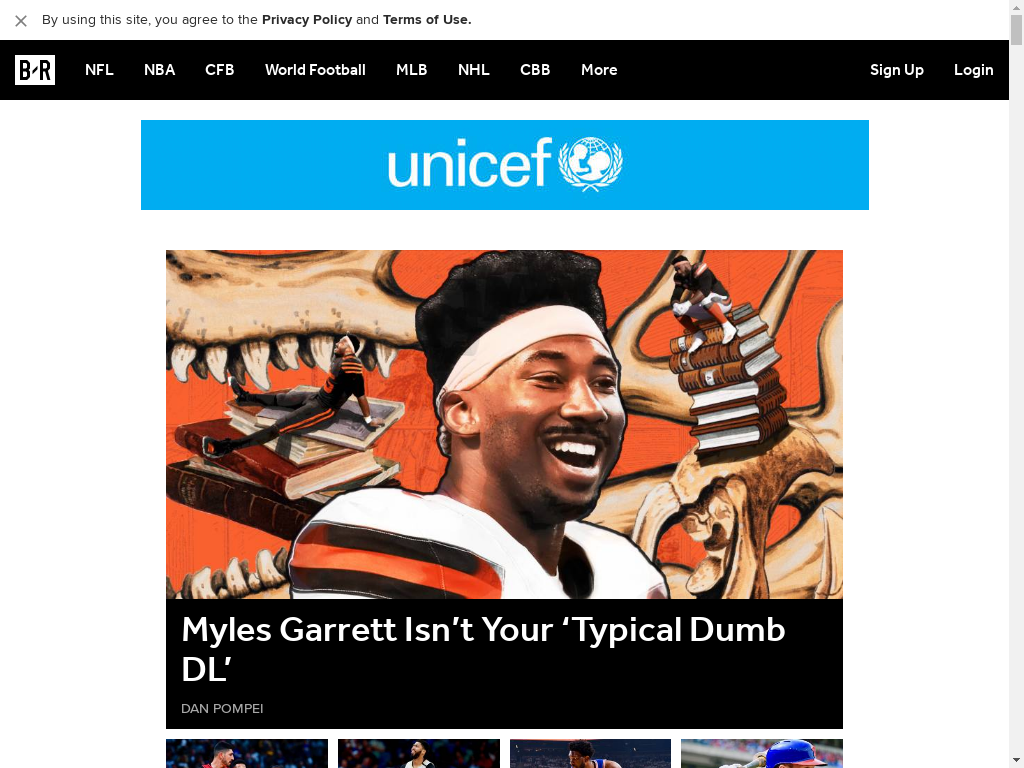 By using this site, you agree to the Privacy Policy and Terms of Use.
B/R NFL NBA CFB World Football MLB NHL CBB More Sign Up Login
unicef
Myles Garrett Isn’t Your ‘Typical Dumb
DL’
DAN POMPEI